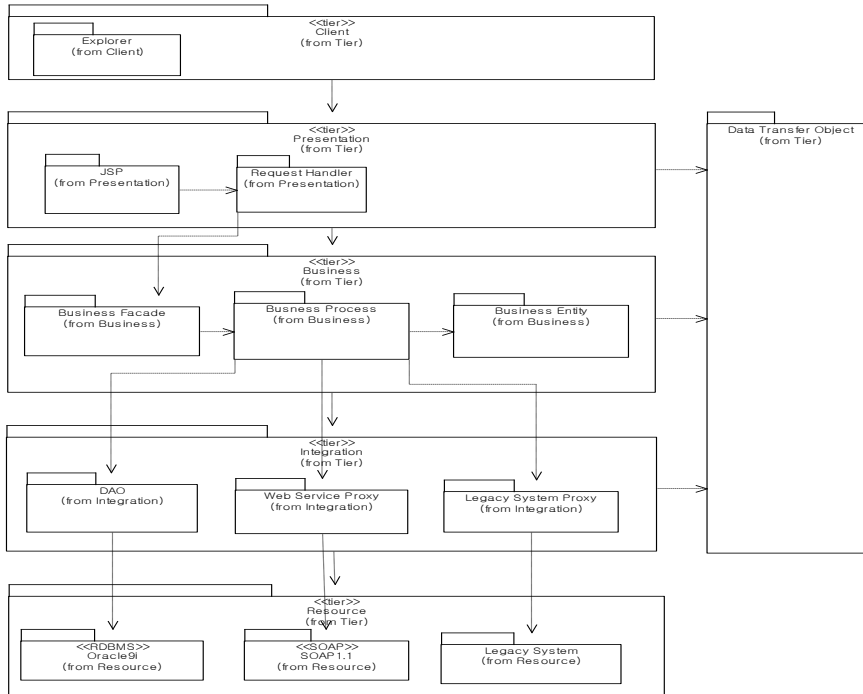 <<tier>>
Client
(from Tier)
Explorer
(from Client)
<<tier>>
Presentation
(from Tier)
JSP
(from Presentation)
Request Handler
(from Presentation)
Data Transfer Object
(from Tier)
<<tier>>
Business
(from Tier)
Business Facade
(from Business)
Business Process
(from Business)
Business Entity
(from Business)
<<tier>>
Integration
(from Tier)
DAO
(from Integration)
Web Service Proxy
(from Integration)
Legacy System Proxy
(from Integration)
<<tier>>
Resource
(from Tier)
<<RDBMS>>
Oracle9i
(from Resource)
<<SOAP>>
SOAP1.1
(from Resource)
Legacy System
(from Resource)